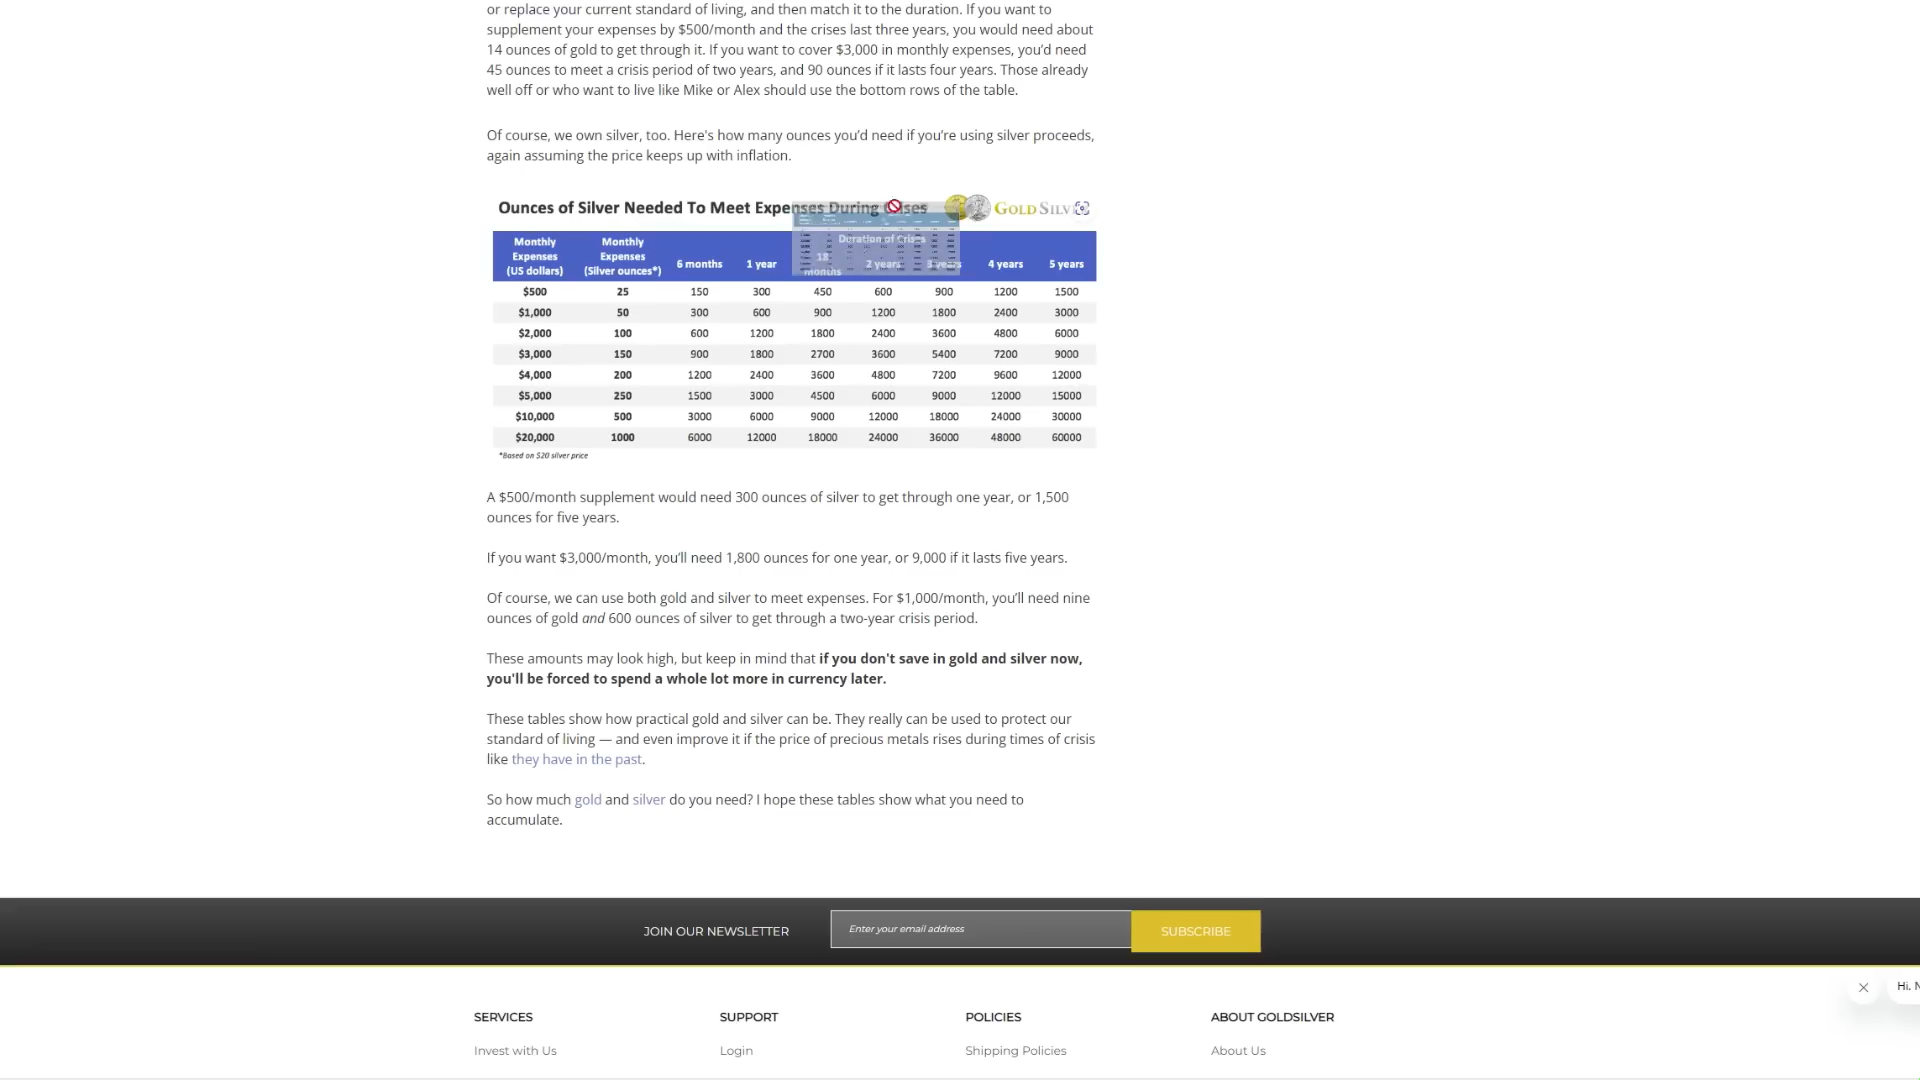 or replace your current standard of living, and then match it to the duration. If you want to
supplement your expenses by $500/month and the crises last three years, you would need about
14 ounces of gold to get through it. If you want to cover $3,000 in monthly expenses, you’d need
45 ounces to meet a crisis period of two years, and 90 ounces if it lasts four years. Those already
well off or who want to live like Mike or Alex should use the bottom rows of the table.
Of course, we own silver, too. Here's how many ounces you’d need if you’re using silver proceeds,
again assuming the price keeps up with inflation.
Ounces of Silver Needed To Meet Expenses During Crises GOLD SILV
Monthly Expenses (US dollars) Monthly Expenses (Silver ounces*) Duration of Crises
6 months 1 year 18 months 2 years 3 years 4 years 5 years
$500 25 150 300 450 600 900 1200 1500
$1,000 50 300 600 900 1200 1800 2400 3000
$2,000 100 600 1200 1800 2400 3600 4800 6000
$3,000 150 900 1800 2700 3600 5400 7200 9000
$4,000 200 1200 2400 3600 4800 7200 9600 12000
$5,000 250 1500 3000 4500 6000 9000 12000 15000
$10,000 500 3000 6000 9000 12000 18000 24000 30000
$20,000 1000 6000 12000 18000 24000 36000 48000 60000
*Based on $20 silver price
A $500/month supplement would need 300 ounces of silver to get through one year, or 1,500
ounces for five years.
If you want $3,000/month, you’ll need 1,800 ounces for one year, or 9,000 if it lasts five years.
Of course, we can use both gold and silver to meet expenses. For $1,000/month, you’ll need nine
ounces of gold and 600 ounces of silver to get through a two-year crisis period.
These amounts may look high, but keep in mind that if you don't save in gold and silver now,
you'll be forced to spend a whole lot more in currency later.
These tables show how practical gold and silver can be. They really can be used to protect our
standard of living — and even improve it if the price of precious metals rises during times of crisis
like they have in the past.
So how much gold and silver do you need? I hope these tables show what you need to
accumulate.
JOIN OUR NEWSLETTER Enter your email address SUBSCRIBE
Hi. N
SERVICES SUPPORT POLICIES ABOUT GOLDSILVER
Invest with Us Login Shipping Policies About Us